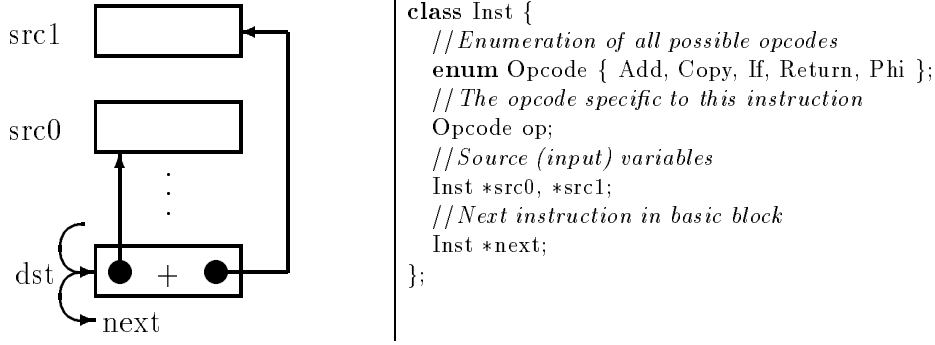 src1
src0
dst
+
next
class Inst {
//Enumeration of all possible opcodes
enum Opcode { Add, Copy, If, Return, Phi };
//The opcode specific to this instruction
Opcode op;
//Source (input) variables
Inst *src0, *src1;
//Next instruction in basic block
Inst *next;
};